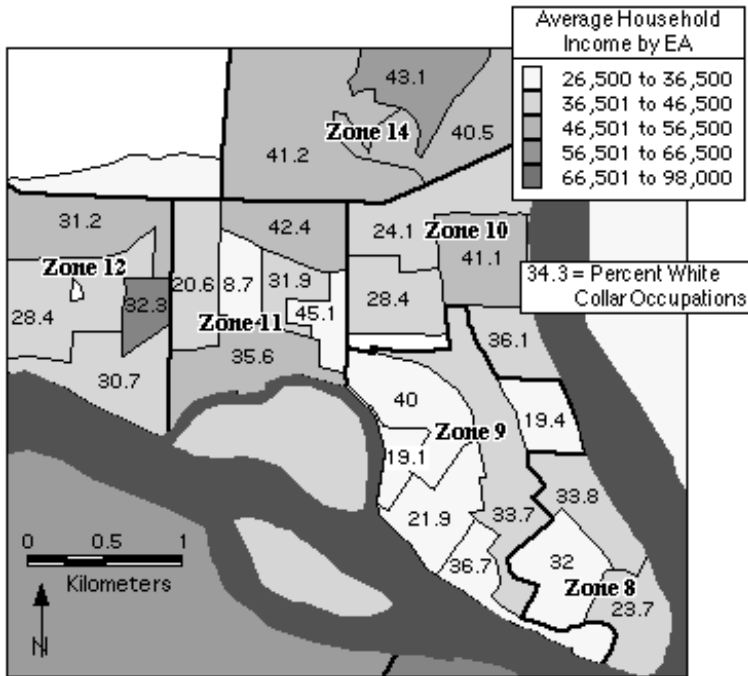 Average Household
Income by EA
26,500 to 36,500
36,501 to 46,500
46,501 to 56,500
56,501 to 66,500
66,501 to 98,000
43.1
Zone 14
40.5
41.2
31.2
42.4
24.1
Zone 10
41.1
Zone 12
20.6
8.7
31.9
34.3 = Percent White
Collar Occupations
32.3
28.4
45.1
28.4
Zone 11
36.1
35.6
30.7
40
19.4
Zone 9
19.1
33.8
21.9
33.7
0 0.5 1
Kilometers
36.7
32
Zone 8
23.7
N